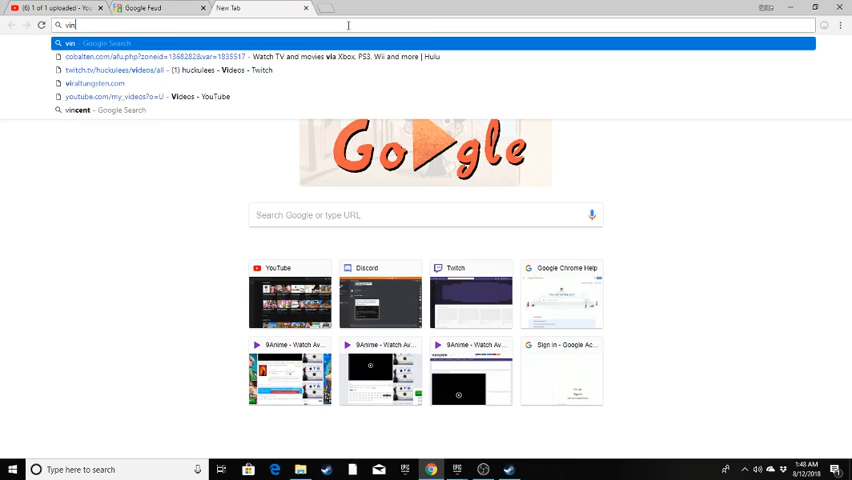 (6) 1 of 1 uploaded - YouTu
Google Feud
New Tab
vin
vin - Google Search
cobalten.com/afu.php?zoneid=1368282&var=1835517 - Watch TV and movies via Xbox, PS3, Wii and more | Hulu
twitch.tv/huckulees/videos/all - (1) huckulees - Videos - Twitch
viraltungsten.com
youtube.com/my_videos?o=U - Videos - YouTube
vincent - Google Search
Google
Search Google or type URL
YouTube
Discord
Twitch
Google Chrome Help
9Anime - Watch Av...
9Anime - Watch Av...
9Anime - Watch Av...
Sign in - Google Ac...
Type here to search
1:48 AM
8/12/2018